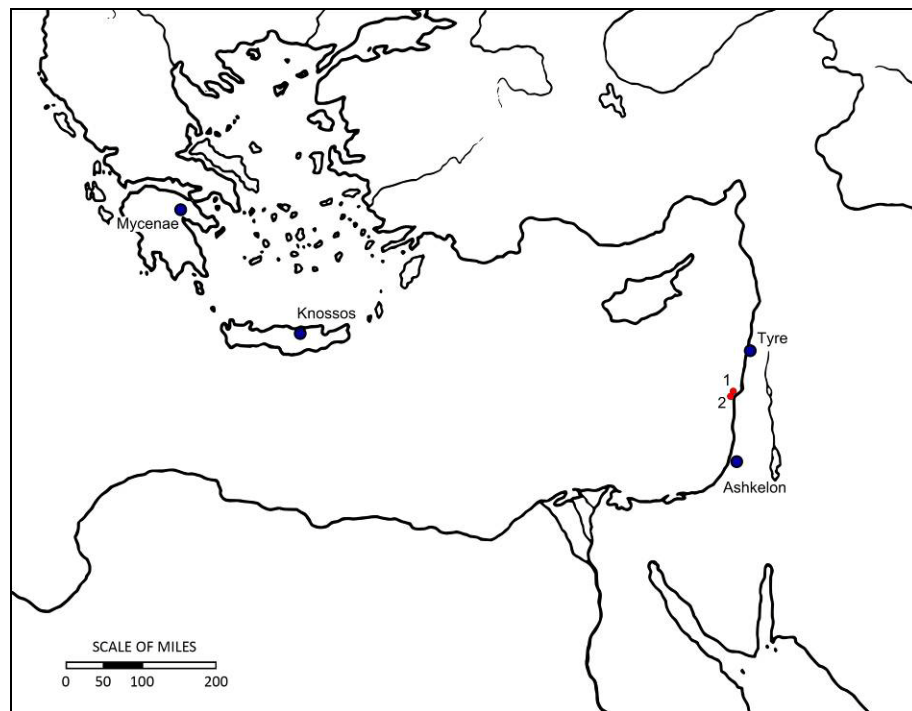 Mycenae
Knossos
Tyre
1
2
Ashkelon
SCALE OF MILES
0 50 100 200